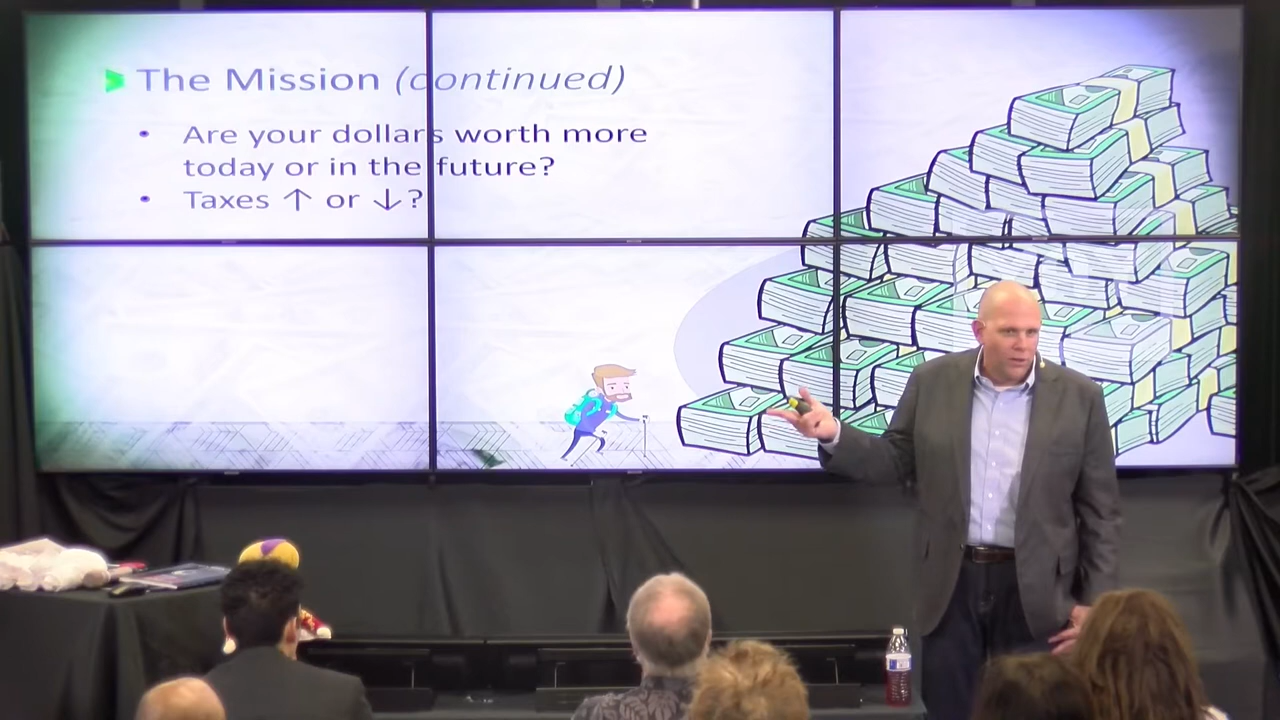 The Mission (continued)
• Are your dollars worth more
today or in the future?
• Taxes ↑ or ↓?